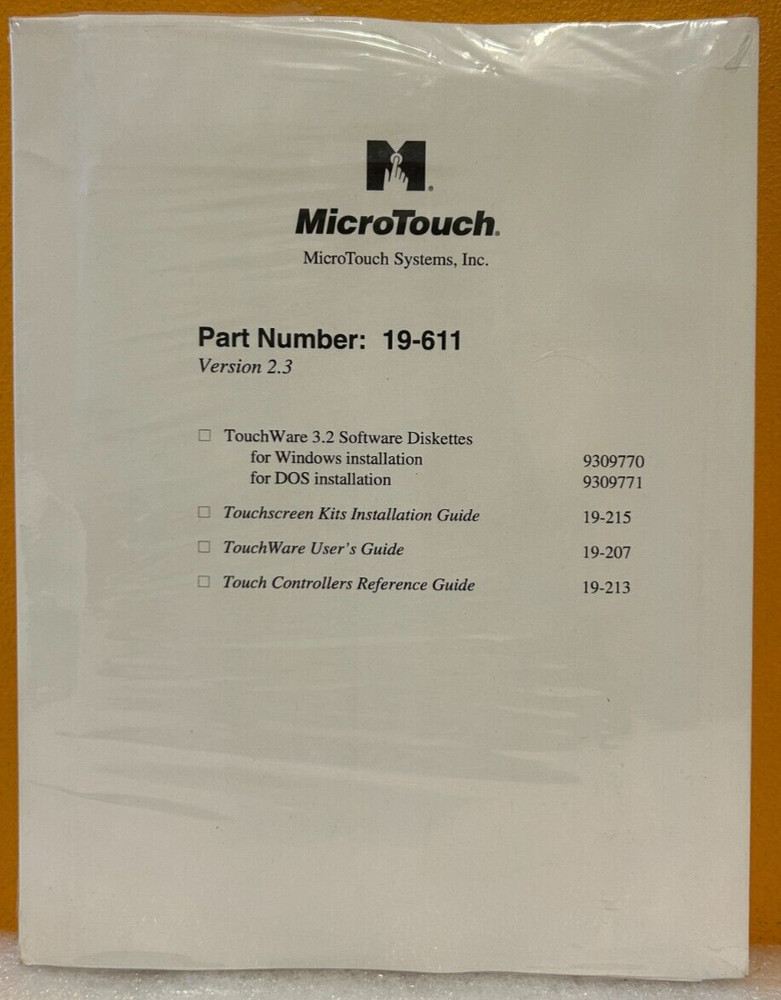 MicroTouch®
MicroTouch Systems, Inc.
Part Number: 19-611
Version 2.3
☐ TouchWare 3.2 Software Diskettes
for Windows installation 9309770
for DOS installation 9309771
☐ Touchscreen Kits Installation Guide 19-215
☐ TouchWare User's Guide 19-207
☐ Touch Controllers Reference Guide 19-213